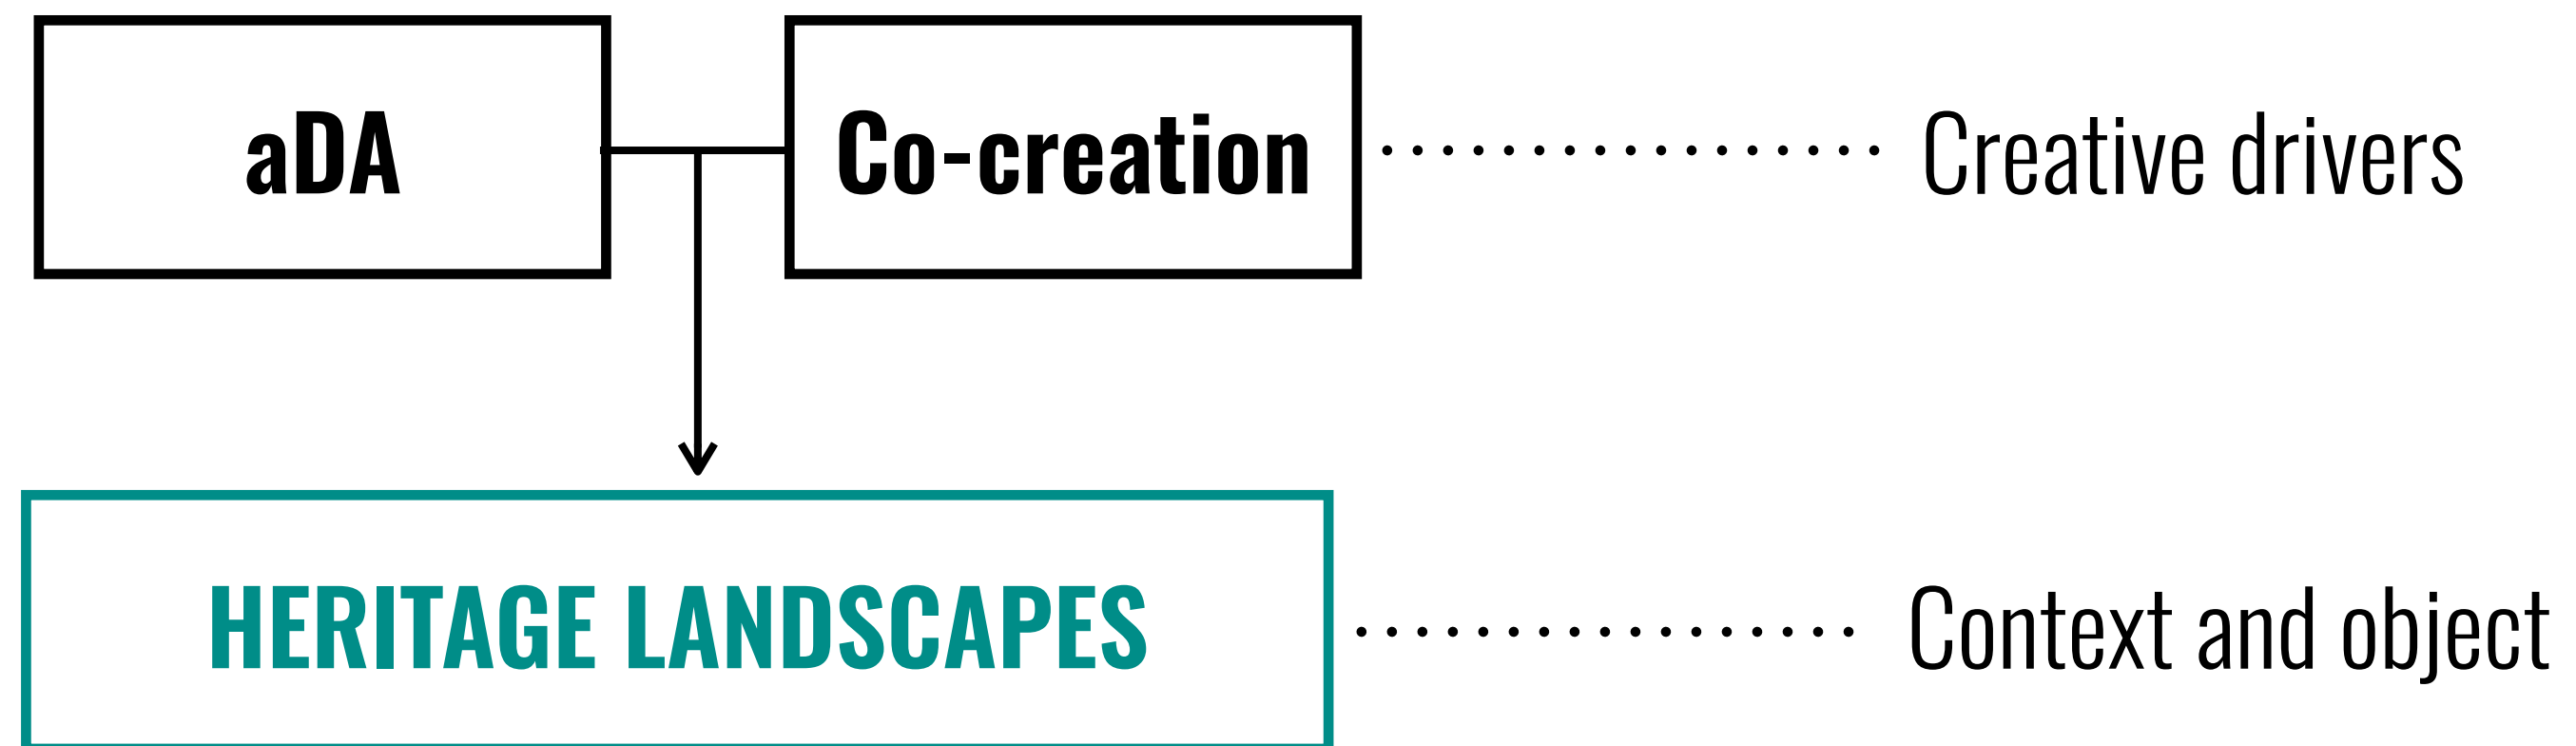 aDA
Co-creation
Creative drivers
HERITAGE LANDSCAPES
Context and object